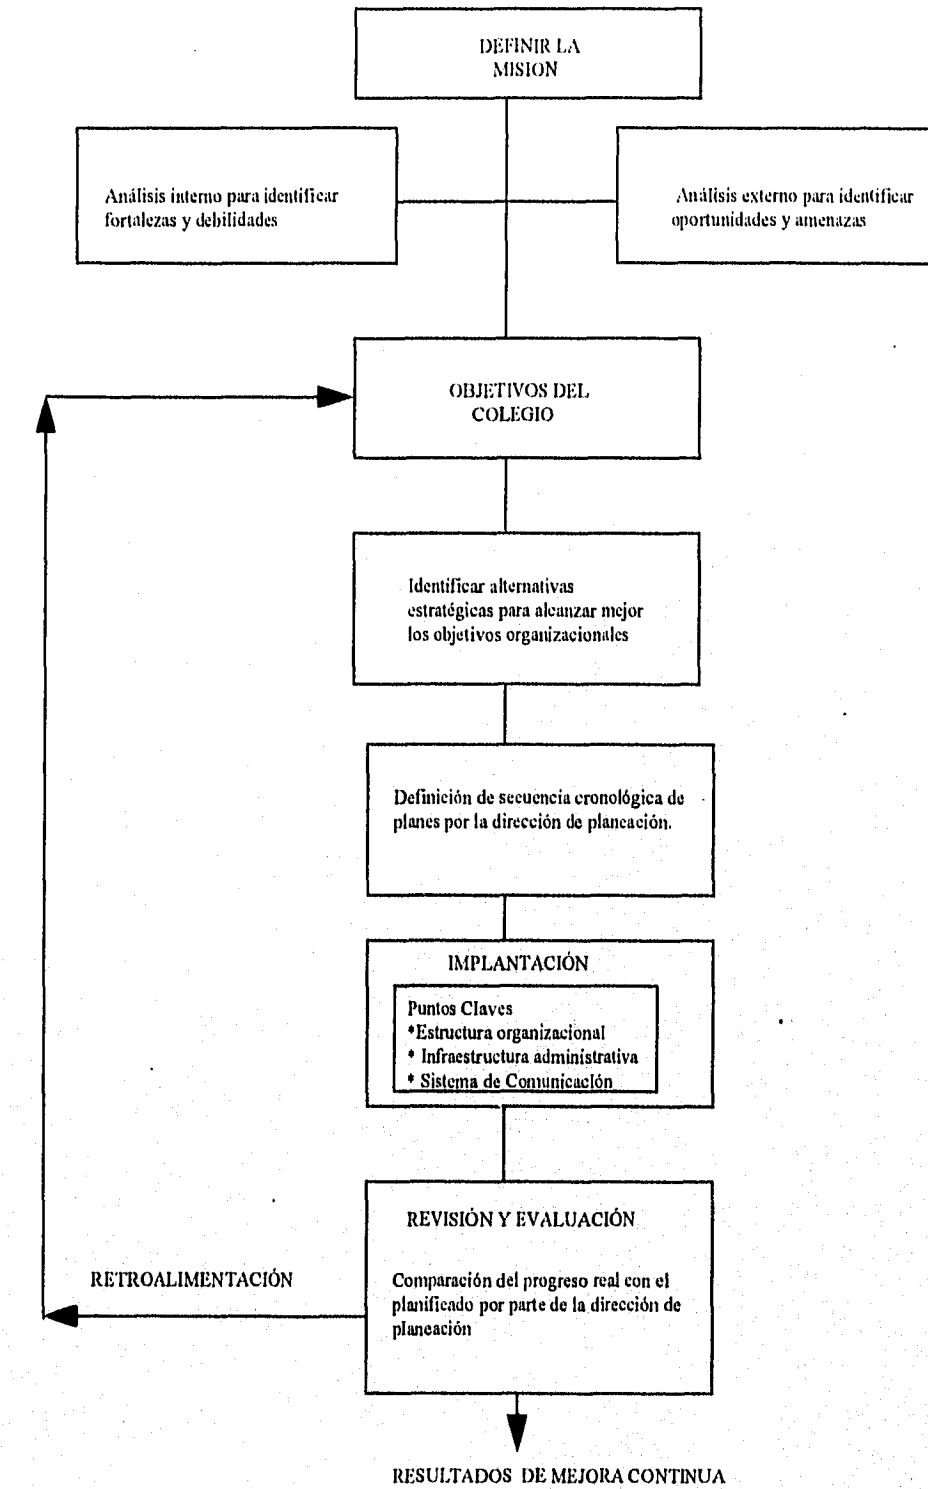 DEFINIR LA
MISION
Análisis interno para identificar
fortalezas y debilidades
Análisis externo para identificar
oportunidades y amenazas
OBJETIVOS DEL
COLEGIO
Identificar alternativas
estratégicas para alcanzar mejor
los objetivos organizacionales
Definición de secuencia cronológica de
planes por la dirección de planeación.
IMPLANTACIÓN
Puntos Claves
*Estructura organizacional
* Infraestructura administrativa
* Sistema de Comunicación
REVISIÓN Y EVALUACIÓN
RETROALIMENTACIÓN
Comparación del progreso real con el
planificado por parte de la dirección de
planeación
RESULTADOS DE MEJORA CONTINUA